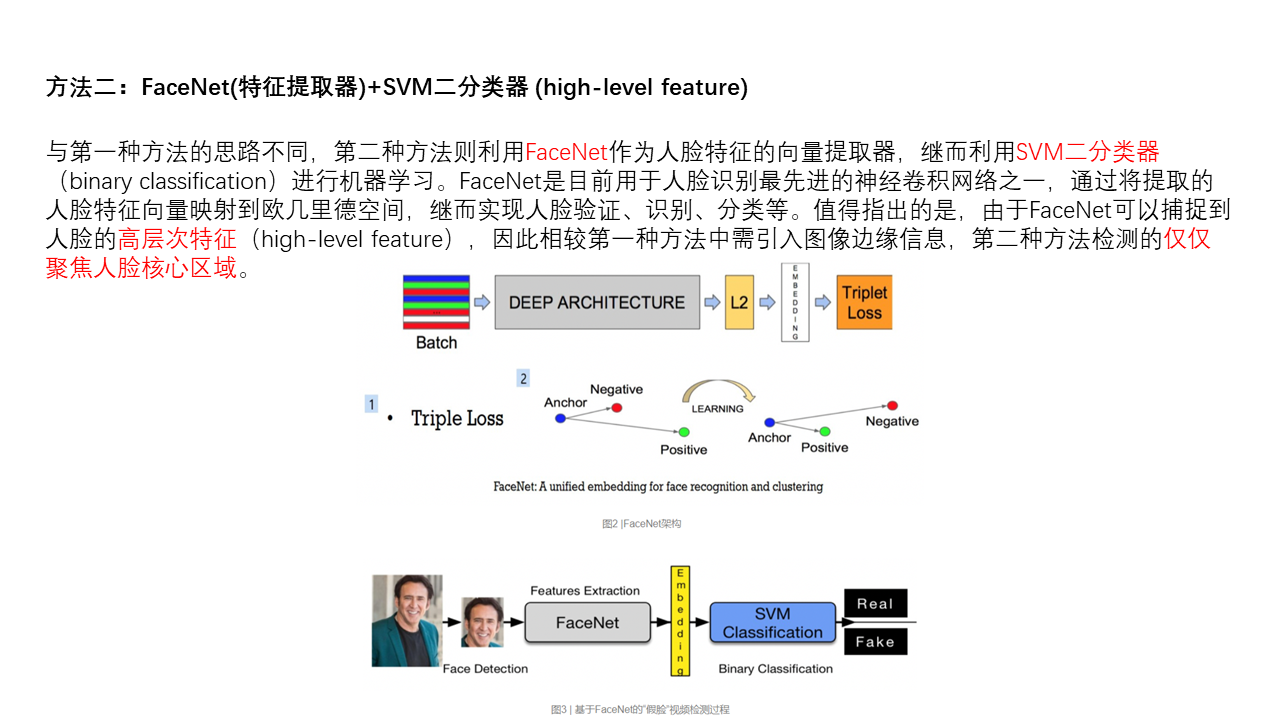 方法二：FaceNet(特征提取器)+SVM二分类器 (high-level feature)
与第一种方法的思路不同，第二种方法则利用FaceNet作为人脸特征的向量提取器，继而利用SVM二分类器
（binary classification）进行机器学习。FaceNet是目前用于人脸识别最先进的神经卷积网络之一，通过将提取的
人脸特征向量映射到欧几里德空间，继而实现人脸验证、识别、分类等。值得指出的是，由于FaceNet可以捕捉到
人脸的高层次特征（high-level feature），因此相较第一种方法中需引入图像边缘信息，第二种方法检测的仅仅
聚焦人脸核心区域。
...
Batch
DEEP ARCHITECTURE
L2
EMBEDDING
Triplet
Loss
1
• Triple Loss
2
Anchor
Negative
Positive
LEARNING
Anchor
Positive
Negative
FaceNet: A unified embedding for face recognition and clustering
图2 |FaceNet架构
Face Detection
Features Extraction
FaceNet
Embedding
SVM
Classification
Binary Classification
Real
Fake
图3 | 基于FaceNet的“假脸”视频检测过程